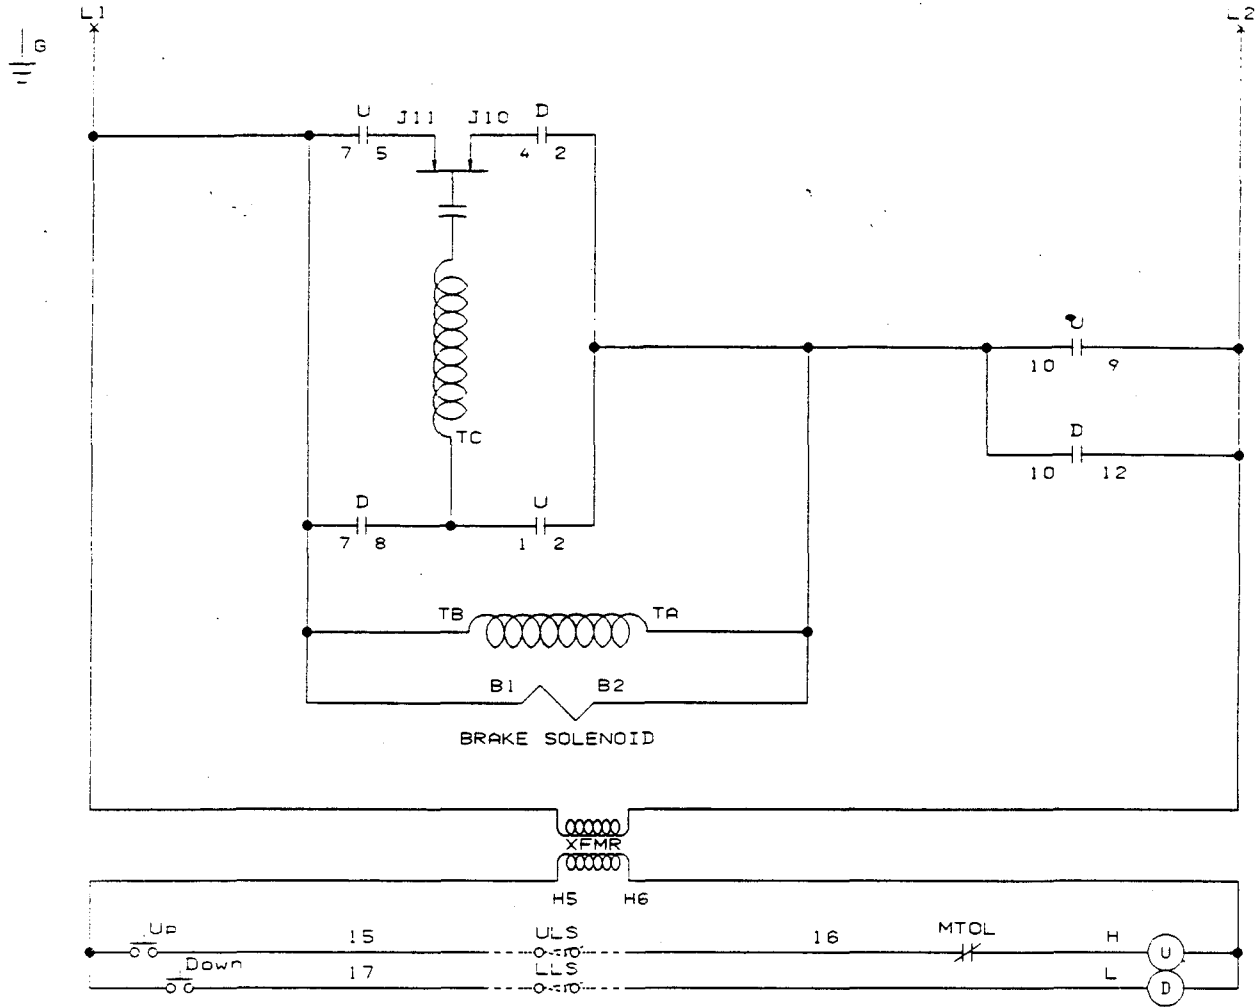 L1
L2
G
U
J11
J10
D
7
5
4
2
U
10
9
TC
D
10
12
D
U
7
8
1
2
TB
TA
B1
B2
BRAKE SOLENOID
XFMR
H5
H6
Up
15
ULS
16
MTOL
H
U
Down
17
LLS
L
D